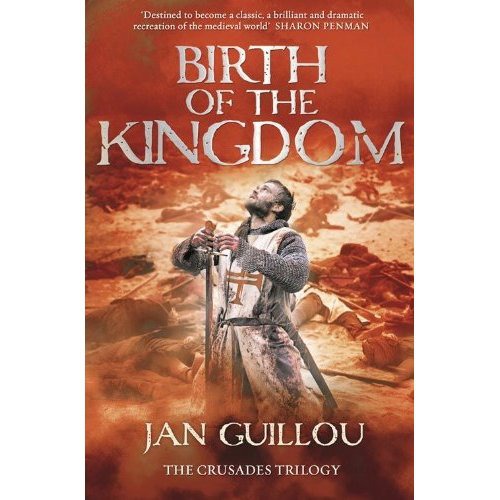 'Destined to become a classic, a brilliant and dramatic
recreation of the medieval world' SHARON PENMAN
BIRTH
OF THE
KINGDOM
JAN GUILLOU
THE CRUSADES TRILOGY